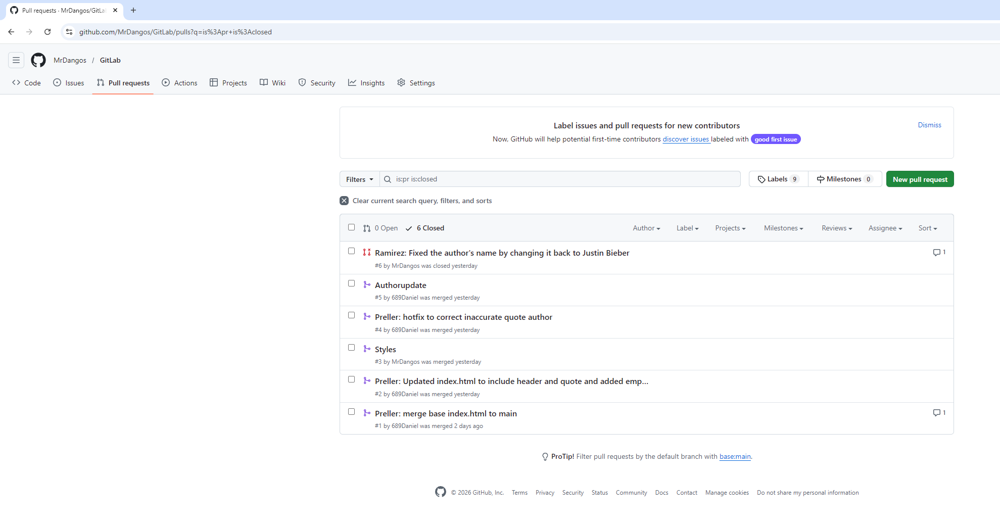 Pull requests · MrDangos/GitLa
github.com/MrDangos/GitLab/pulls?q=is%3Apr+is%3Aclosed
MrDangos / GitLab
Code Issues Pull requests Actions Projects Wiki Security Insights Settings
Label issues and pull requests for new contributors
Dismiss
Now, GitHub will help potential first-time contributors discover issues labeled with good first issue
Filters is:pr is:closed Labels 9 Milestones 0 New pull request
Clear current search query, filters, and sorts
0 Open 6 Closed Author Label Projects Milestones Reviews Assignee Sort
Ramirez: Fixed the author's name by changing it back to Justin Bieber 1
#6 by MrDangos was closed yesterday
Authorupdate
#5 by 689Daniel was merged yesterday
Preller: hotfix to correct inaccurate quote author
#4 by 689Daniel was merged yesterday
Styles
#3 by MrDangos was merged yesterday
Preller: Updated index.html to include header and quote and added emp...
#2 by 689Daniel was merged yesterday
Preller: merge base index.html to main 1
#1 by 689Daniel was merged 2 days ago
ProTip! Filter pull requests by the default branch with base:main.
© 2026 GitHub, Inc. Terms Privacy Security Status Community Docs Contact Manage cookies Do not share my personal information